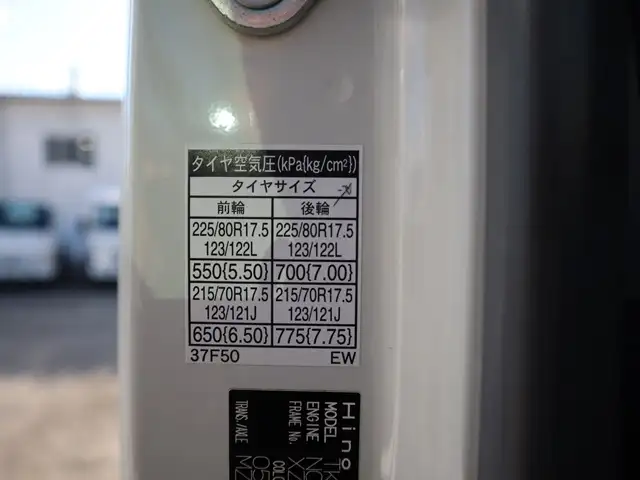 タイヤ空気圧(kPa{kg/cm²})
タイヤサイズ
前輪 後輪
225/80R17.5 225/80R17.5
123/122L 123/122L
550{5.50} 700{7.00}
215/70R17.5 215/70R17.5
123/121J 123/121J
650{6.50} 775{7.75}
37F50 EW
Hino
MODEL
ENGINE
FRAME No.
TRANS./AXLE